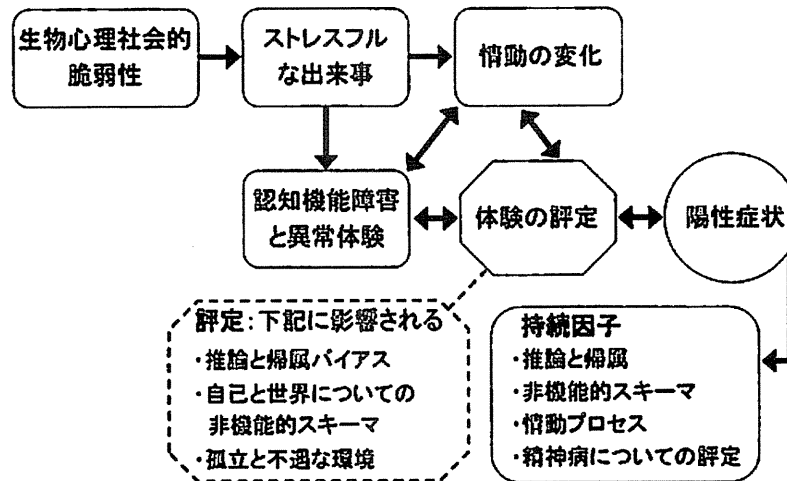 生物心理社会的
脆弱性
ストレスフル
な出来事
情動の変化
認知機能障害
と異常体験
体験の評定
陽性症状
評定:下記に影響される
・推論と帰属バイアス
・自己と世界についての
非機能的スキーマ
・孤立と不遇な環境
持続因子
・推論と帰属
・非機能的スキーマ
・情動プロセス
・精神病についての評定